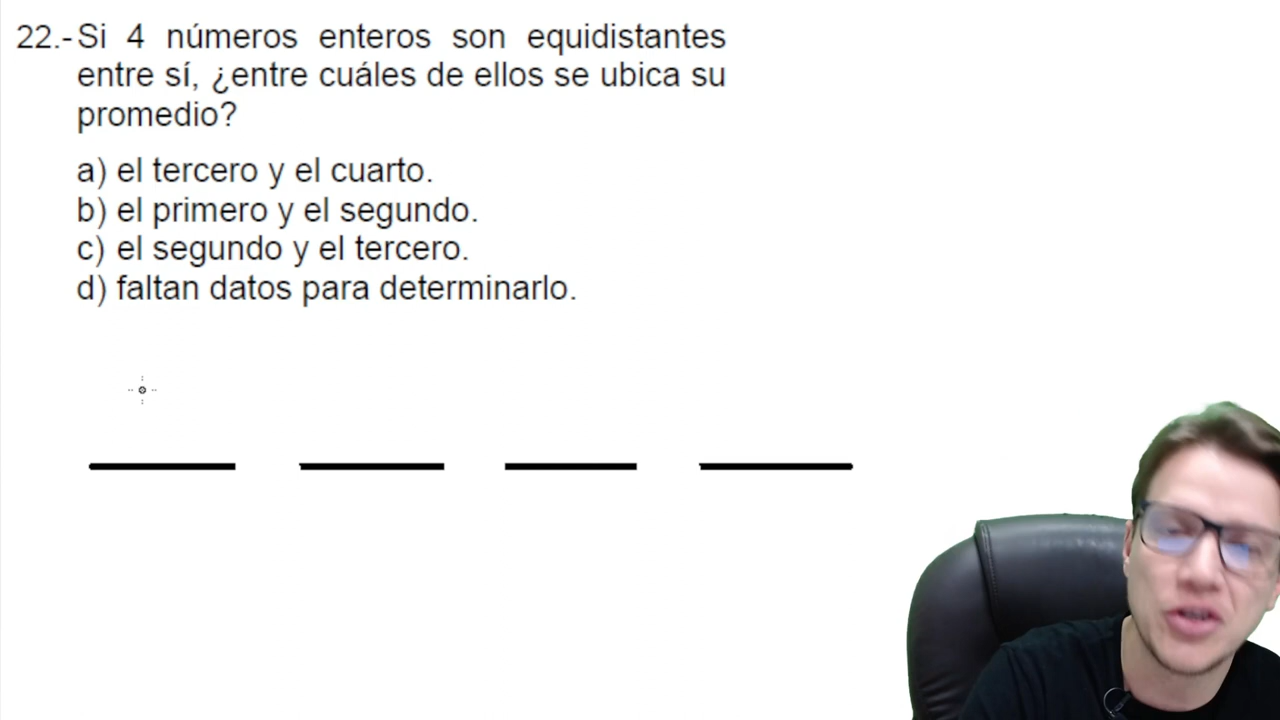 22.- Si 4 números enteros son equidistantes
entre sí, ¿entre cuáles de ellos se ubica su
promedio?
a) el tercero y el cuarto.
b) el primero y el segundo.
c) el segundo y el tercero.
d) faltan datos para determinarlo.